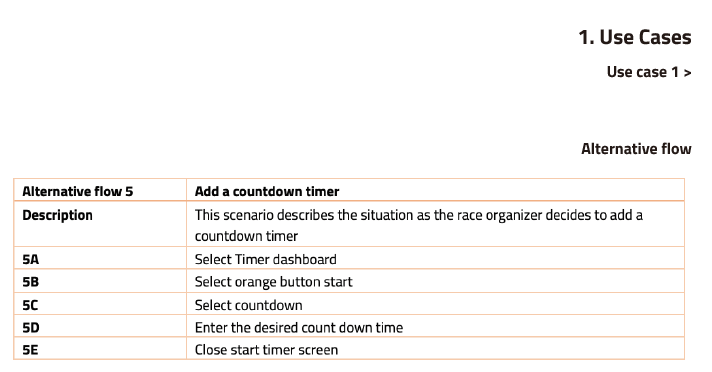 1. Use Cases
Use case 1 >
Alternative flow
Alternative flow 5 Add a countdown timer
Description This scenario describes the situation as the race organizer decides to add a
countdown timer
5A Select Timer dashboard
5B Select orange button start
5C Select countdown
5D Enter the desired count down time
5E Close start timer screen